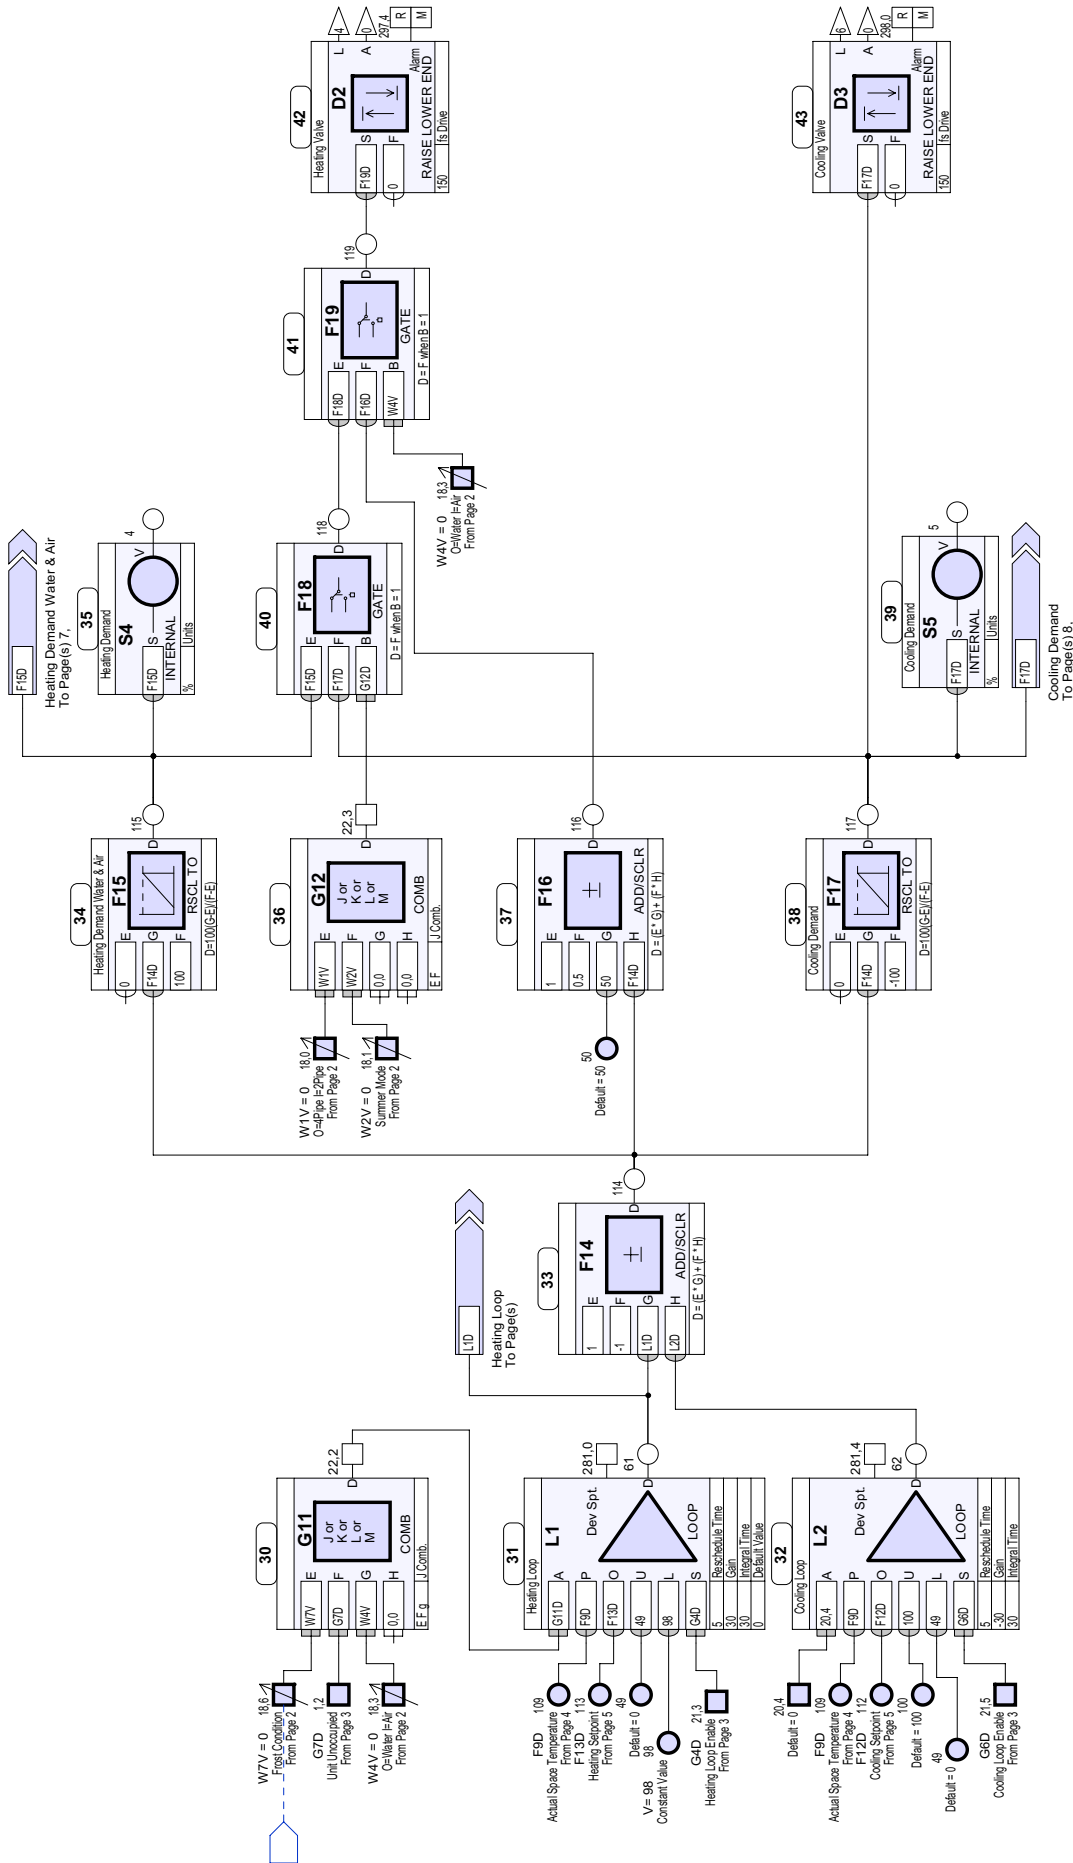 W7V = 0 18,6
Frost Condition
From Page 2
G7D 1,2
Unit Unoccupied
From Page 3
W4V = 0 18,3
O=Water I=Air
From Page 2
30
G11
W7V E
G7D F
W4V G
0,0 H
J or
K or
L or
M
COMB
D
E F g J Comb.
22,2
F9D 109
Actual Space Temperature
From Page 4
F13D 113
Heating Setpoint
From Page 5
49
Default = 0
98
V= 98
Constant Value
G4D 21,3
Heating Loop Enable
From Page 3
31
Heating Loop
L1
G11D A
F9D P
F13D O
49 U
98 L
G4D S
Dev Spt.
D
LOOP
5 Reschedule Time
30 Gain
30 Integral Time
0 Default Value
281,0
61
20,4
Default = 0
F9D 109
Actual Space Temperature
From Page 4
F12D 112
Cooling Setpoint
From Page 5
100
Default = 100
49
Default = 0
G6D 21,5
Cooling Loop Enable
From Page 3
32
Cooling Loop
L2
20,4 A
F9D P
F12D O
100 U
49 L
G6D S
Dev Spt.
D
LOOP
5 Reschedule Time
-30 Gain
30 Integral Time
281,4
62
L1D
Heating Loop
To Page(s)
33
F14
1 E
-1 F
L1D G
L2D H
D
ADD/SCLR
D = (E * G) + (F * H)
114
34
Heating Demand Water & Air
F15
0 E
F14D G
100 F
D
RSCL TO
D=100(G-E)/(F-E)
115
W1V = 0 18,0
O=4Pipe I=2Pipe
From Page 2
W2V = 0 18,1
Summer Mode
From Page 2
36
G12
W1V E
W2V F
0,0 G
0,0 H
J or
K or
L or
M
COMB
D
E F J Comb.
22,3
50
Default = 50
37
F16
1 E
0.5 F
50 G
F14D H
D
ADD/SCLR
D = (E * G) + (F * H)
116
38
Cooling Demand
F17
0 E
F14D G
-100 F
D
RSCL TO
D=100(G-E)/(F-E)
117
F15D
Heating Demand Water & Air
To Page(s) 7,
35
Heating Demand
S4
F15D S V
INTERNAL
% Units
4
40
F18
F15D E
F17D F
G12D B
D
GATE
D = F when B = 1
118
39
Cooling Demand
S5
F17D S V
INTERNAL
% Units
5
F17D
Cooling Demand
To Page(s) 8,
W4V = 0 18,3
O=Water I=Air
From Page 2
41
F19
F18D E
F16D F
W4V B
D
GATE
D = F when B = 1
119
42
Heating Valve
D2
F19D S
0 F
L
A
Alarm
RAISE LOWER END
150 fs Drive
4
0
297,4
R
M
43
Cooling Valve
D3
F17D S
0 F
L
A
Alarm
RAISE LOWER END
150 fs Drive
6
0
298,0
R
M